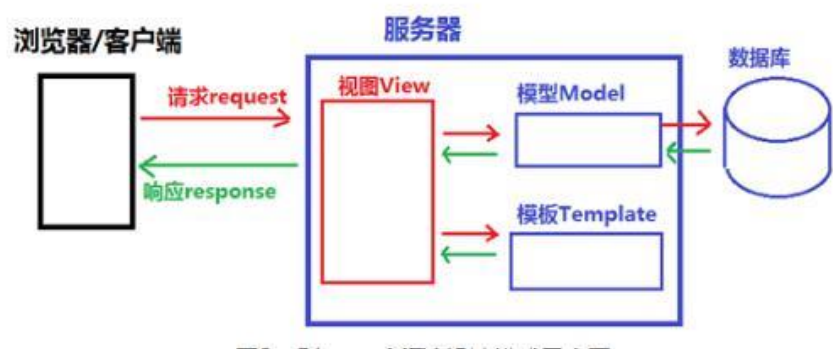 服务器
浏览器/客户端
数据库
请求request
视图View
模型Model
响应response
模板Template